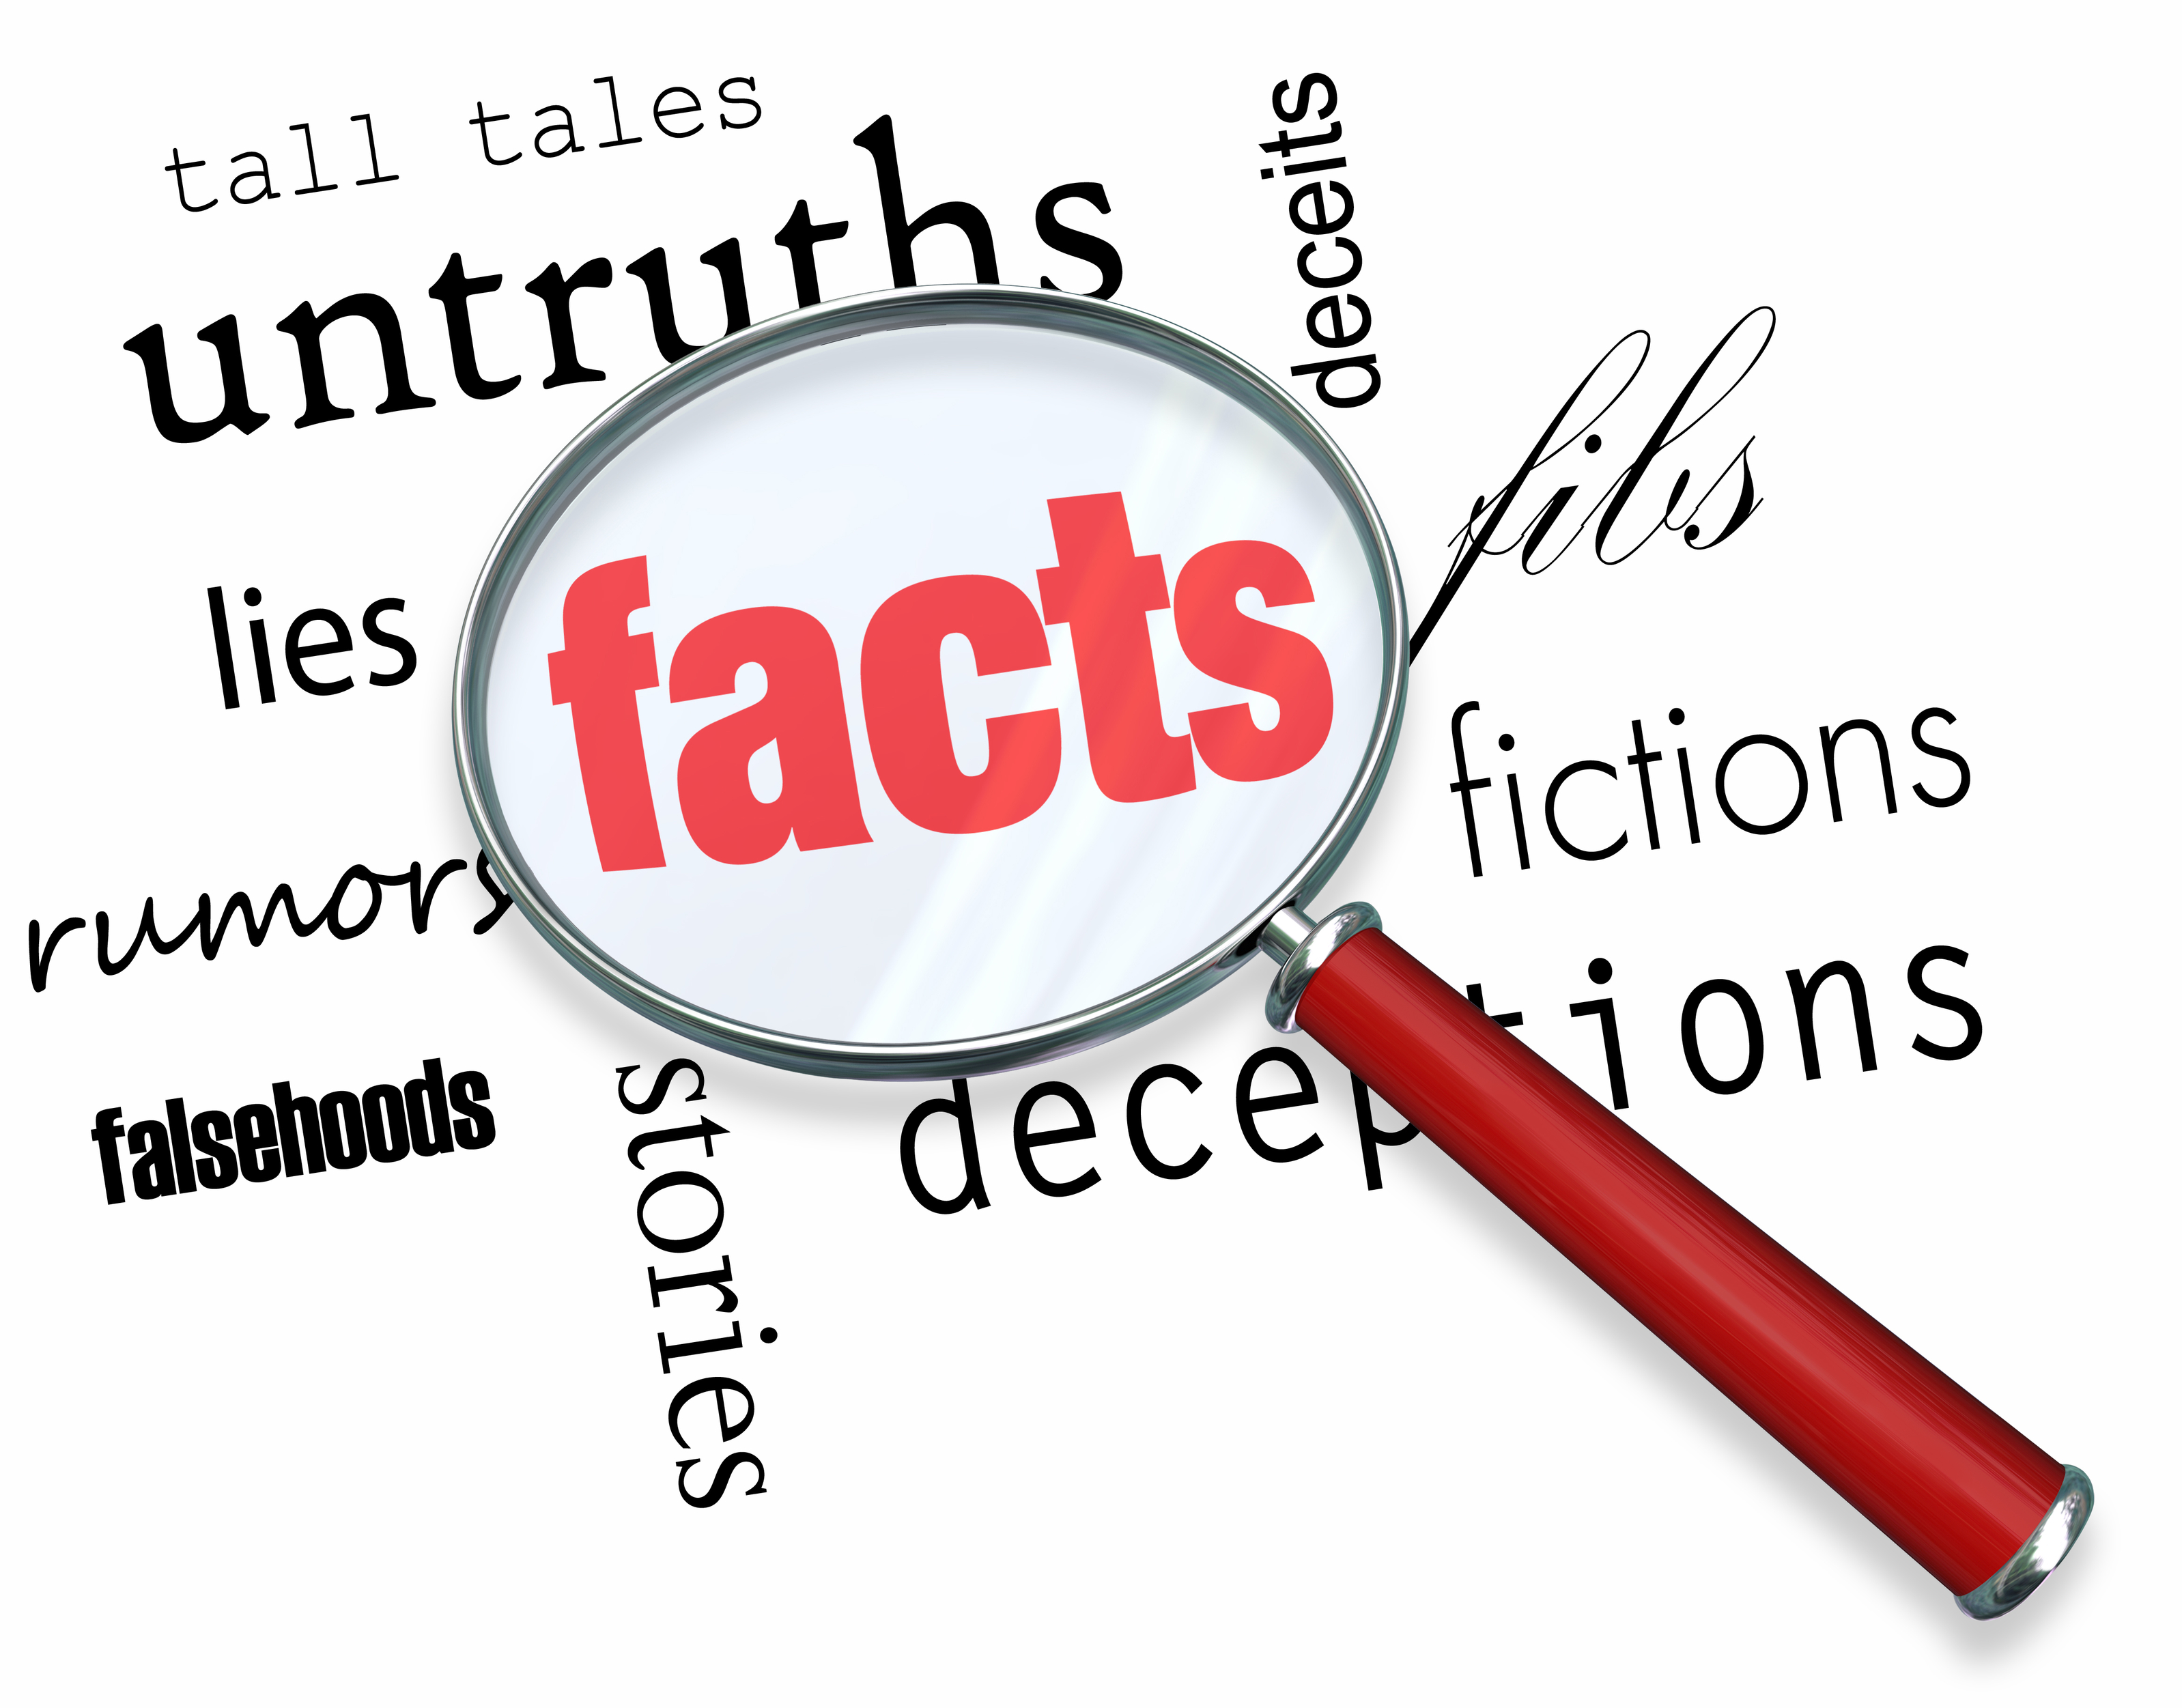 tall tales
deceits
untruths
fibs
lies
facts
fictions
rumors
deceptions
falsehoods
stories